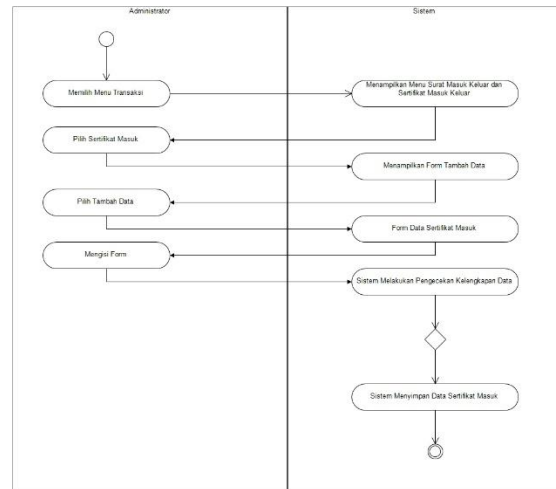 Administrator
Sistem
Memilih Menu Transaksi
Menampilkan Menu Surat Masuk Keluar dan
Sertifikat Masuk Keluar
Pilih Sertifikat Masuk
Menampilkan Form Tambah Data
Pilih Tambah Data
Form Data Sertifikat Masuk
Mengisi Form
Sistem Melakukan Pengecekan Kelengkapan Data
Sistem Menyimpan Data Sertifikat Masuk